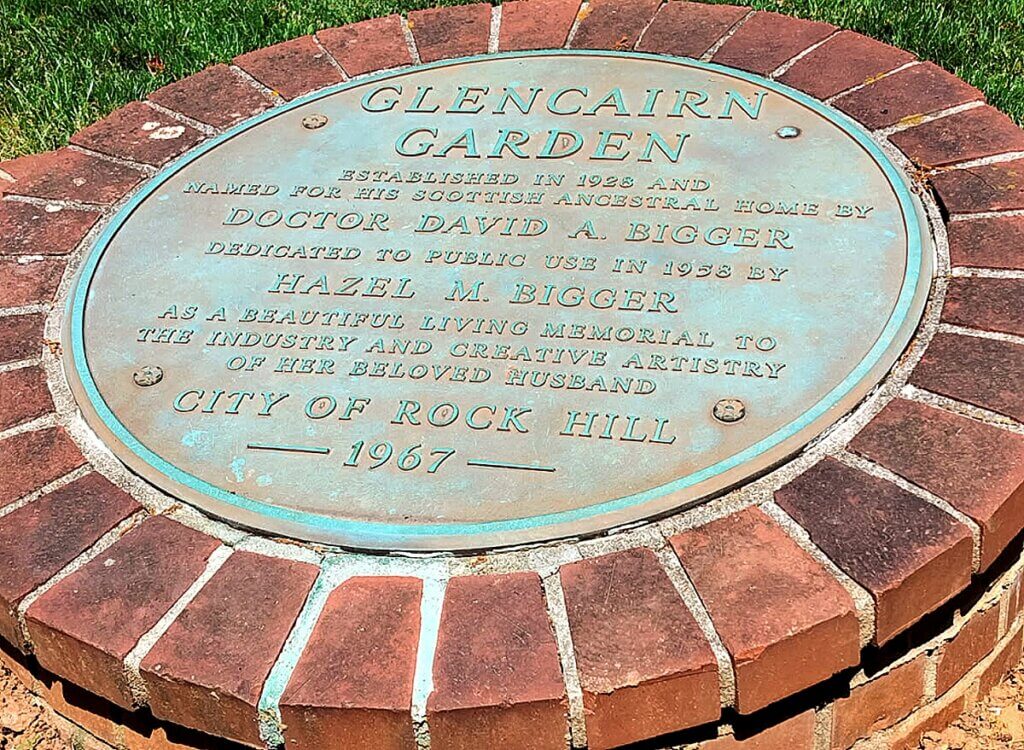 GLENCAIRN
GARDEN
ESTABLISHED IN 1928 AND
NAMED FOR HIS SCOTTISH ANCESTRAL HOME BY
DOCTOR DAVID A. BIGGER
DEDICATED TO PUBLIC USE IN 1958 BY
HAZEL M. BIGGER
AS A BEAUTIFUL LIVING MEMORIAL TO
THE INDUSTRY AND CREATIVE ARTISTRY
OF HER BELOVED HUSBAND
CITY OF ROCK HILL
1967